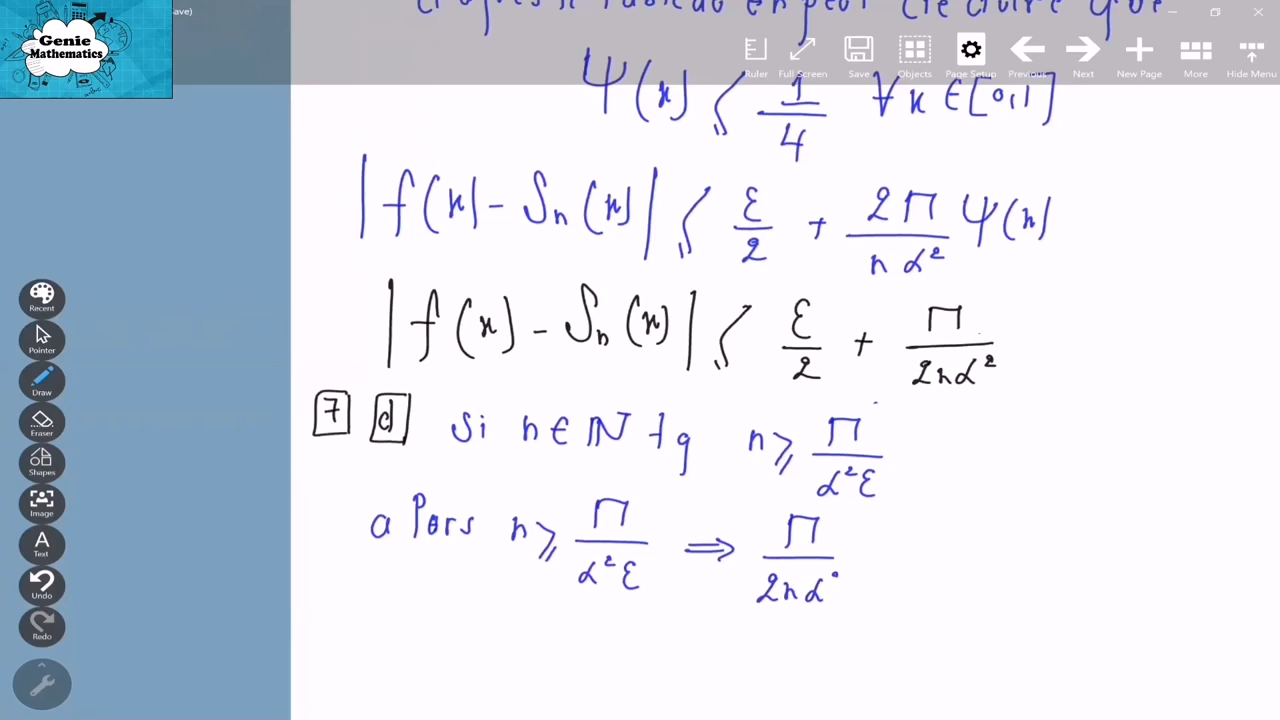 Genie
Mathematics
ave)
Ruler Full Screen Save Objects Page Setup Previous Next New Page More Hide Menu
Ψ(x) ≤ 1/4 ∀x ∈ [0,1]
|f(x) - Sn(x)| ≤ ε/2 + 2Π/(nα²) Ψ(x)
|f(x) - Sn(x)| ≤ ε/2 + Π/(2nα²)
7 d Si n ∈ ℕ tq n ≥ Π/(α²ε)
alors n ≥ Π/(α²ε) ⟹ Π/(2nα
Recent
Pointer
Draw
Eraser
Shapes
Image
Text
Undo
Redo